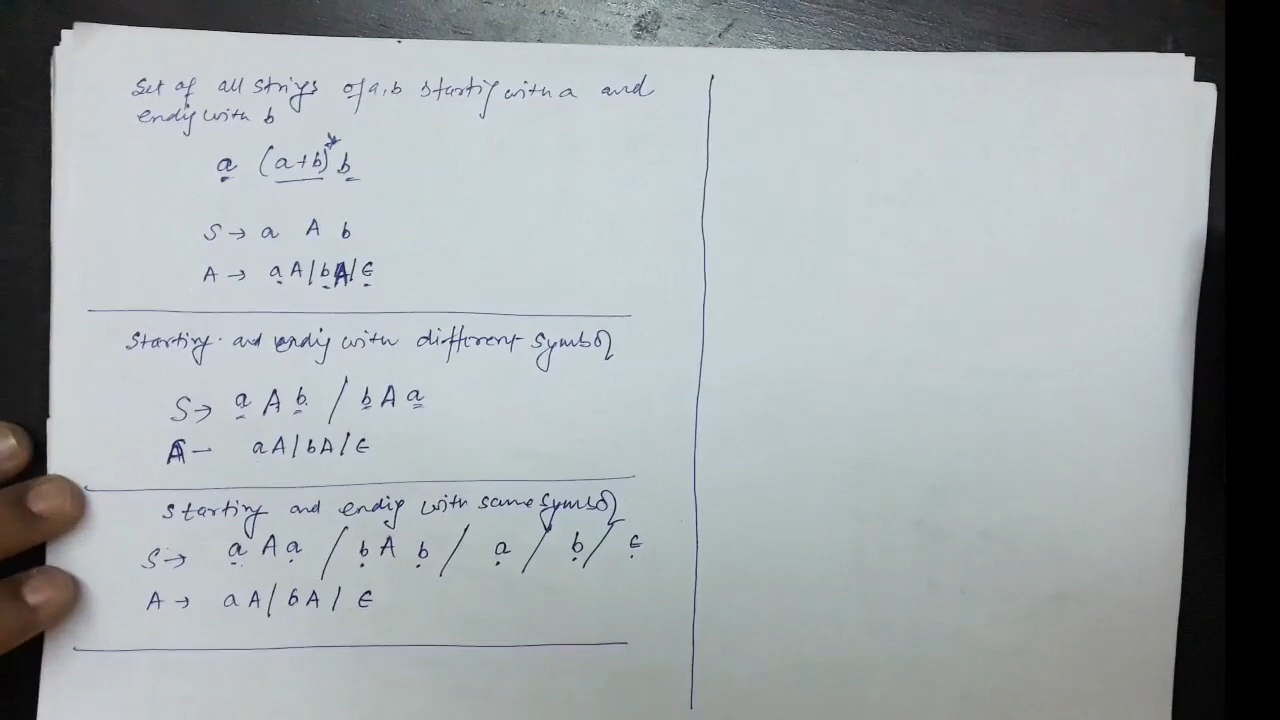 Set of all strings of a,b starting with a and
ending with b
a (a+b)* b
S → a A b
A → aA/bA/ε
Starting and ending with different symbol
S → a A b / b A a
A - aA/bA/ε
Starting and ending with same symbol
S → a A a / b A b / a / b / ε
A → aA/bA/ε